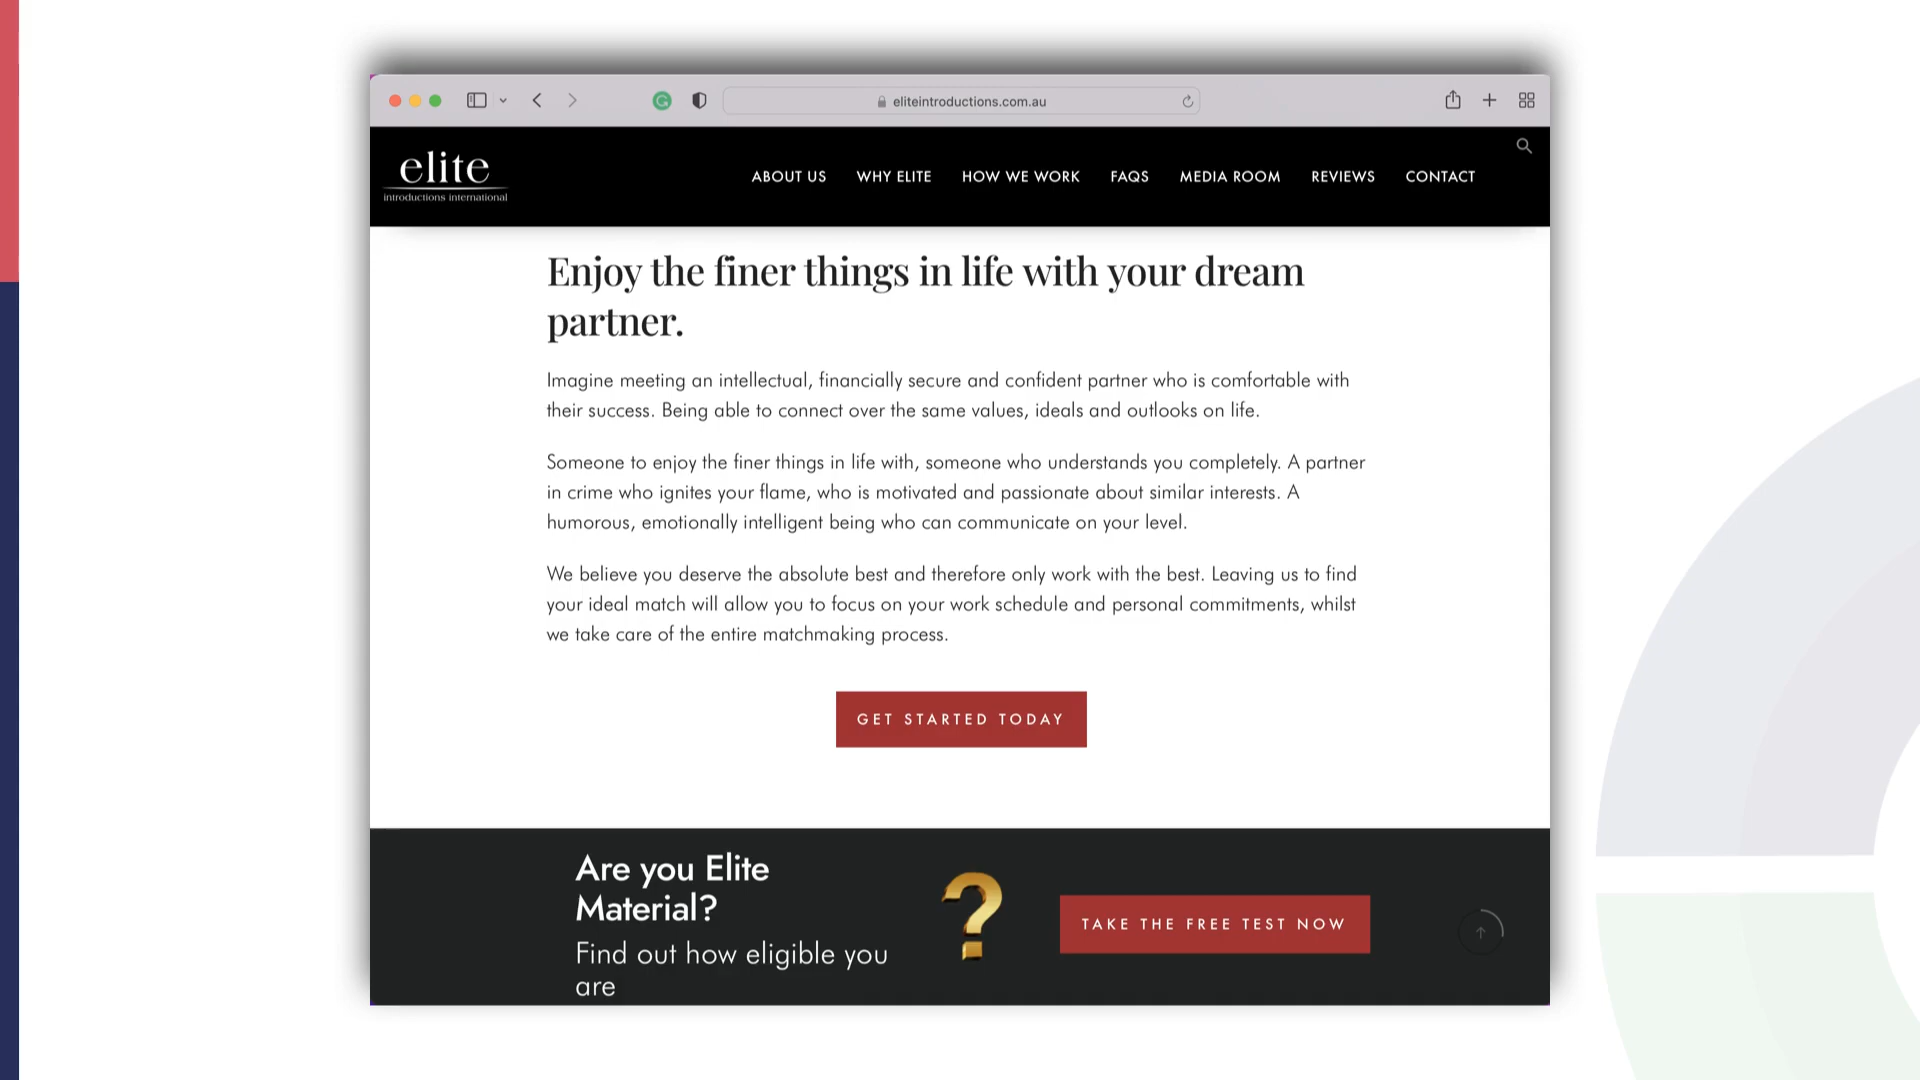 eliteintroductions.com.au
elite
introductions international
ABOUT US WHY ELITE HOW WE WORK FAQS MEDIA ROOM REVIEWS CONTACT
Enjoy the finer things in life with your dream
partner.
Imagine meeting an intellectual, financially secure and confident partner who is comfortable with
their success. Being able to connect over the same values, ideals and outlooks on life.
Someone to enjoy the finer things in life with, someone who understands you completely. A partner
in crime who ignites your flame, who is motivated and passionate about similar interests. A
humorous, emotionally intelligent being who can communicate on your level.
We believe you deserve the absolute best and therefore only work with the best. Leaving us to find
your ideal match will allow you to focus on your work schedule and personal commitments, whilst
we take care of the entire matchmaking process.
GET STARTED TODAY
Are you Elite
Material?
Find out how eligible you
are
?
TAKE THE FREE TEST NOW